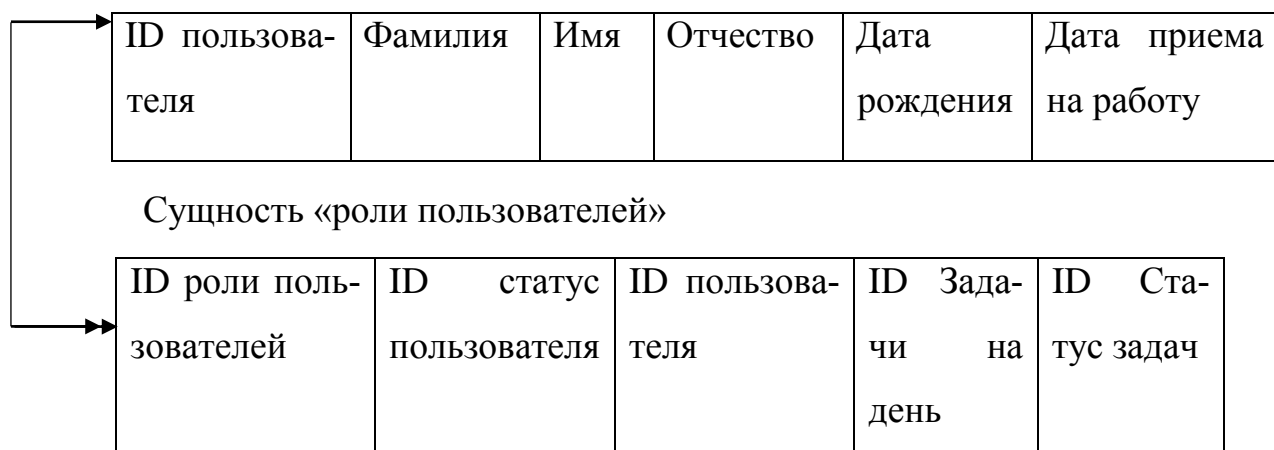 ID пользова- Фамилия Имя Отчество Дата Дата приема
теля рождения на работу
Сущность «роли пользователей»
ID роли поль- ID статус ID пользова- ID Зада- ID Ста-
зователей пользователя теля чи на тус задач
день